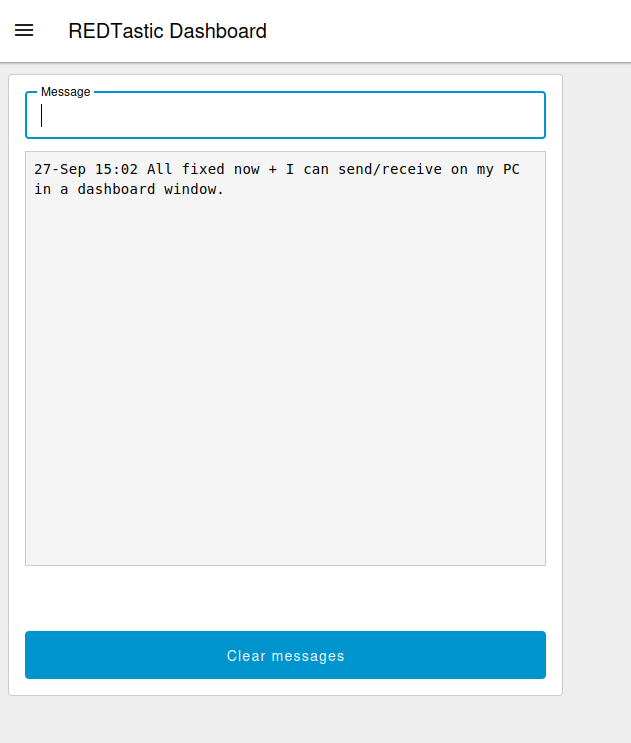 REDTastic Dashboard
Message
27-Sep 15:02 All fixed now + I can send/receive on my PC
in a dashboard window.
Clear messages